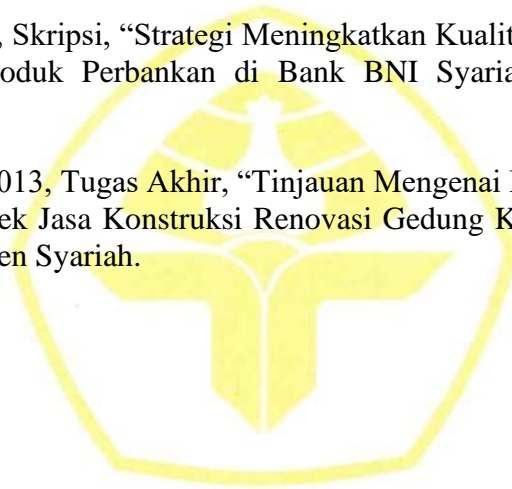 , Skripsi, “Strategi Meningkatkan Kualit
oduk Perbankan di Bank BNI Syaria
013, Tugas Akhir, “Tinjauan Mengenai
ek Jasa Konstruksi Renovasi Gedung K
en Syariah.